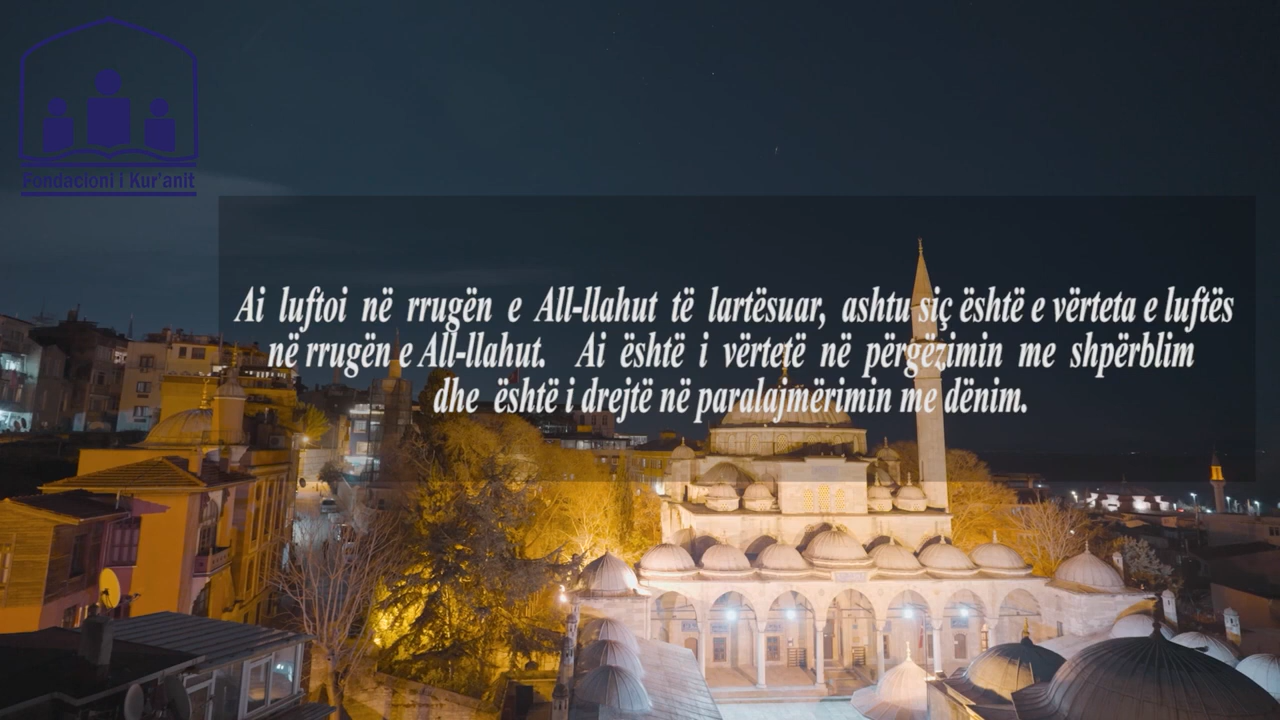 Fondacioni i Kur'anit
Ai luftoi në rrugën e All-llahut të lartësuar, ashtu siç është e vërteta e luftës
në rrugën e All-llahut. Ai është i vërtetë në përgëzimin me shpërblim
dhe është i drejtë në paralajmërimin me dënim.